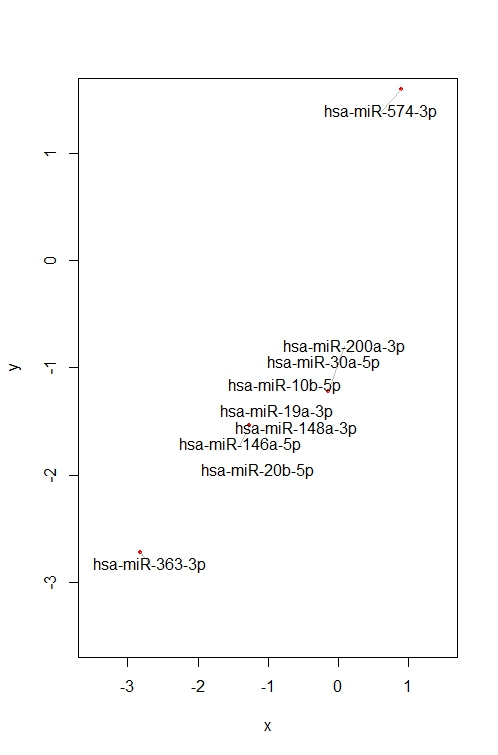 hsa-miR-574-3p
1
0
hsa-miR-200a-3p
hsa-miR-30a-5p
-1
hsa-miR-10b-5p
y
hsa-miR-19a-3p
hsa-miR-148a-3p
hsa-miR-146a-5p
hsa-miR-20b-5p
-2
hsa-miR-363-3p
-3
-3 -2 -1 0 1
x